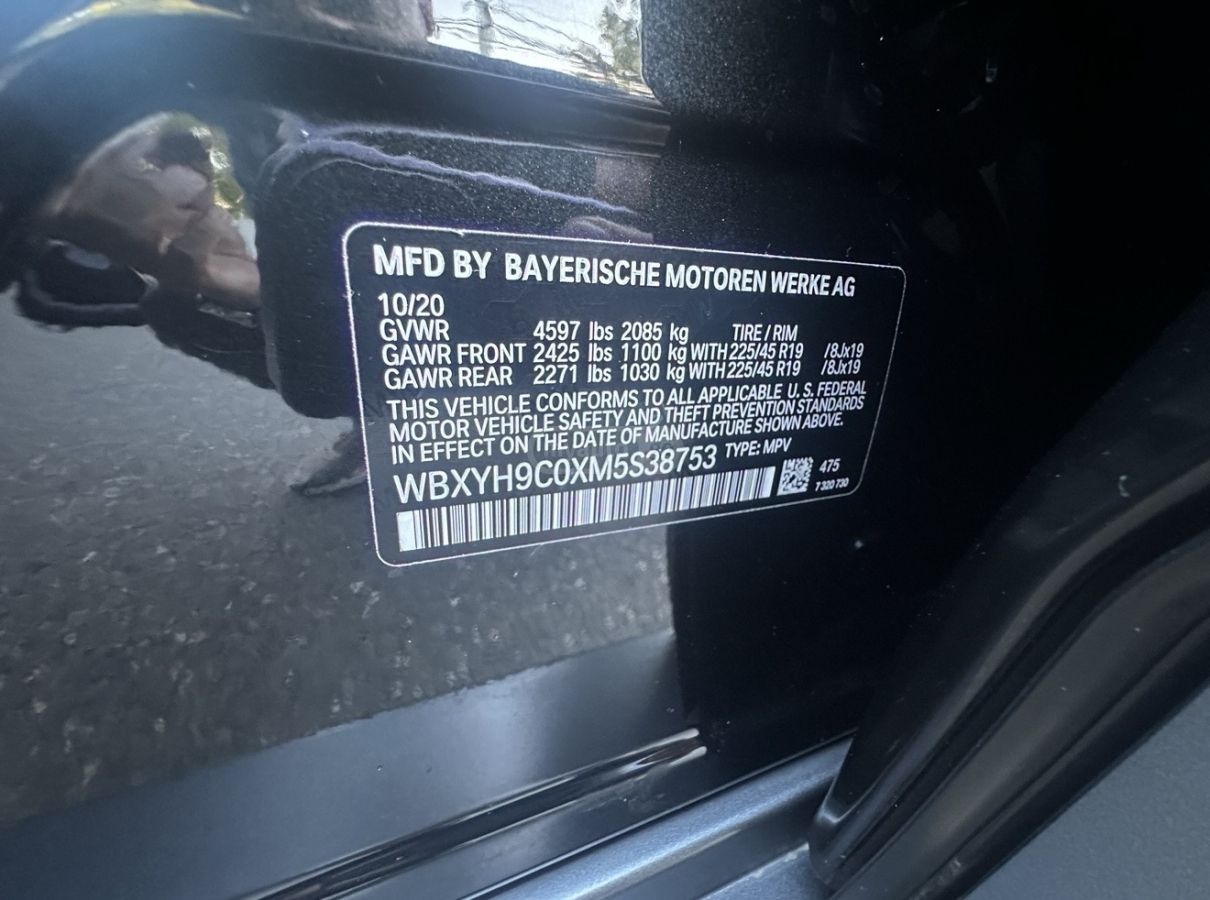 MFD BY BAYERISCHE MOTOREN WERKE AG
10/20
GVWR 4597 lbs 2085 kg TIRE / RIM
GAWR FRONT 2425 lbs 1100 kg WITH 225/45 R19 /8Jx19
GAWR REAR 2271 lbs 1030 kg WITH 225/45 R19 /8Jx19
THIS VEHICLE CONFORMS TO ALL APPLICABLE U.S. FEDERAL
MOTOR VEHICLE SAFETY AND THEFT PREVENTION STANDARDS
IN EFFECT ON THE DATE OF MANUFACTURE SHOWN ABOVE.
WBXYH9C0XM5S38753 TYPE: MPV
475
7 320 730